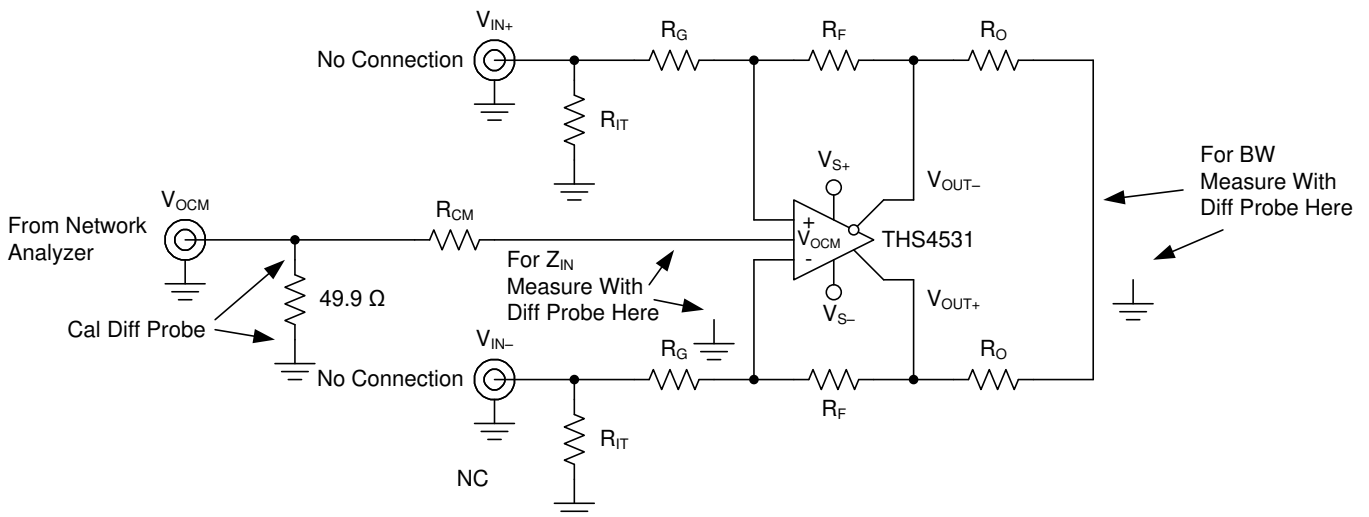 VIN+
RG
RF
RO
No Connection
RIT
VS+
For BW
Measure With
Diff Probe Here
VOUT–
VOCM
From Network
Analyzer
RCM
+
VOCM
-
THS4531
For ZIN
Measure With
Diff Probe Here
49.9 Ω
Cal Diff Probe
VS–
VOUT+
VIN–
RG
RO
No Connection
RF
RIT
NC